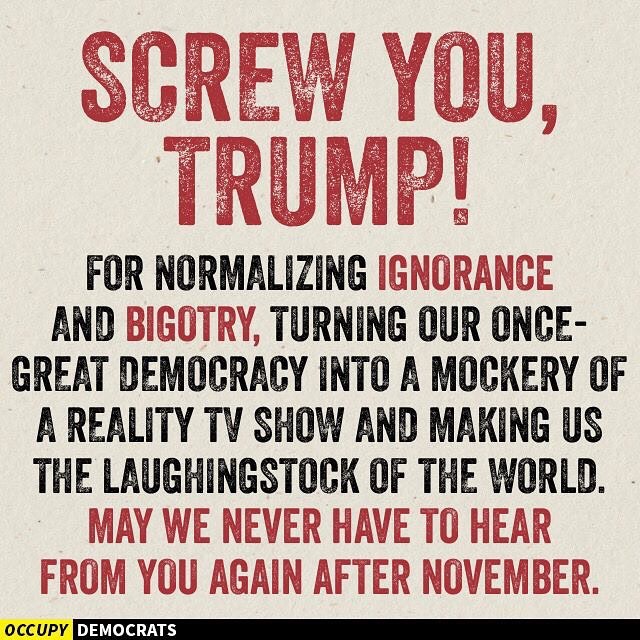 SCREW YOU,
TRUMP!
FOR NORMALIZING IGNORANCE
AND BIGOTRY, TURNING OUR ONCE-
GREAT DEMOCRACY INTO A MOCKERY OF
A REALITY TV SHOW AND MAKING US
THE LAUGHINGSTOCK OF THE WORLD.
MAY WE NEVER HAVE TO HEAR
FROM YOU AGAIN AFTER NOVEMBER.
OCCUPY DEMOCRATS